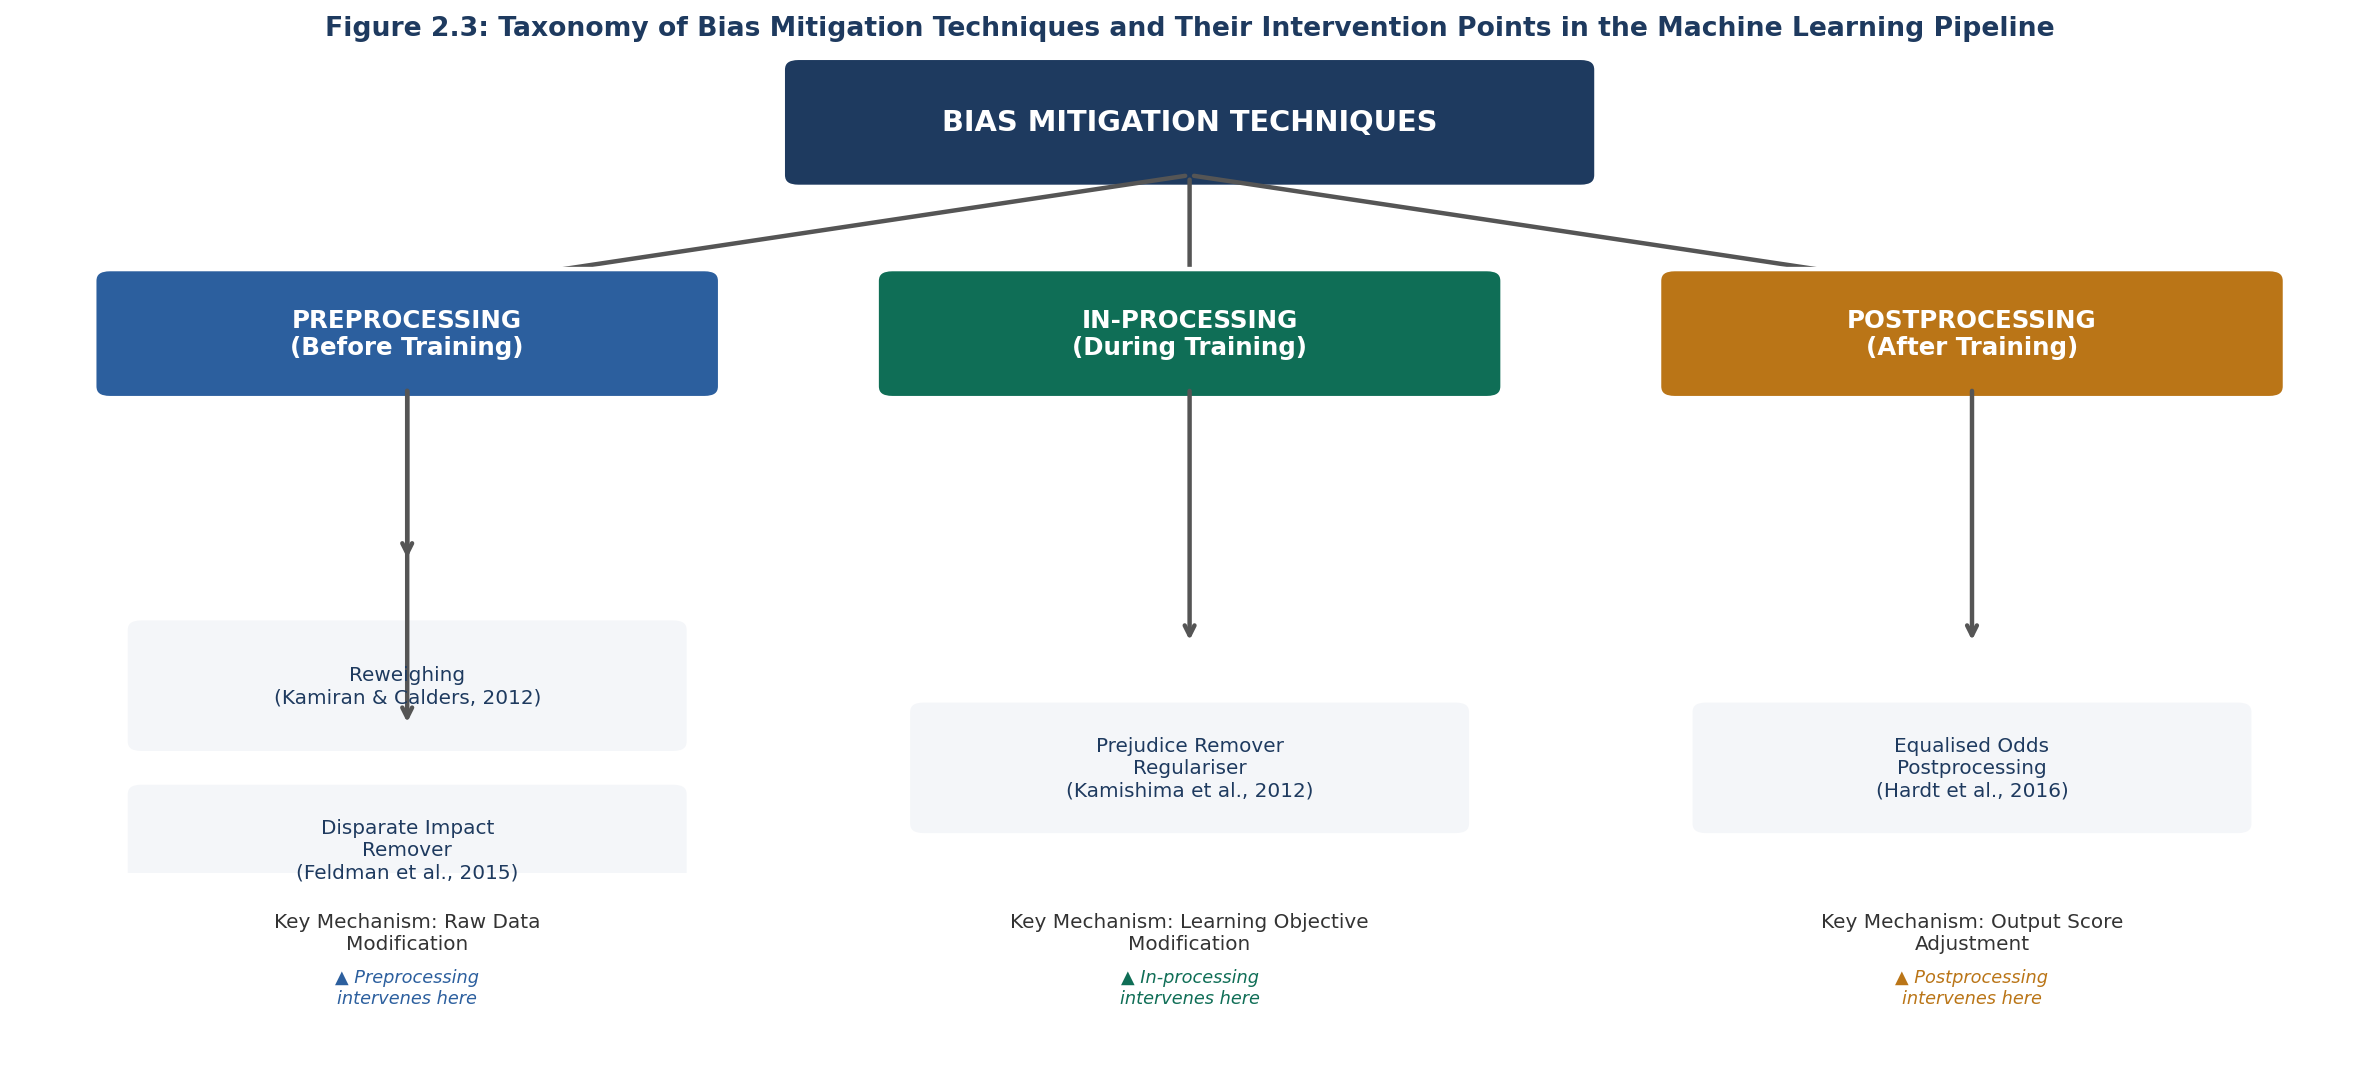 Figure 2.3: Taxonomy of Bias Mitigation Techniques and Their Intervention Points in the Machine Learning Pipeline
BIAS MITIGATION TECHNIQUES
PREPROCESSING
(Before Training)
IN-PROCESSING
(During Training)
POSTPROCESSING
(After Training)
Reweighing
(Kamiran & Calders, 2012)
Disparate Impact
Remover
(Feldman et al., 2015)
Prejudice Remover
Regulariser
(Kamishima et al., 2012)
Equalised Odds
Postprocessing
(Hardt et al., 2016)
Key Mechanism: Raw Data
Modification
▲ Preprocessing
intervenes here
Key Mechanism: Learning Objective
Modification
▲ In-processing
intervenes here
Key Mechanism: Output Score
Adjustment
▲ Postprocessing
intervenes here